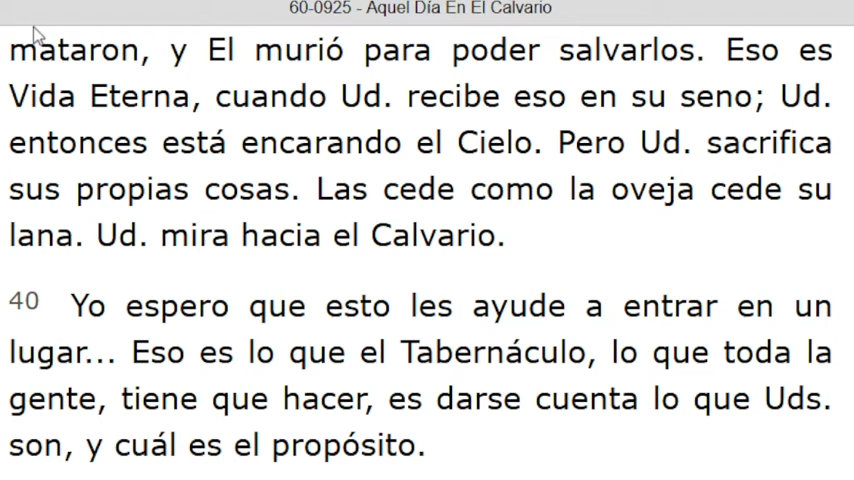 60-0925 - Aquel Día En El Calvario
mataron, y El murió para poder salvarlos. Eso es
Vida Eterna, cuando Ud. recibe eso en su seno; Ud.
entonces está encarando el Cielo. Pero Ud. sacrifica
sus propias cosas. Las cede como la oveja cede su
lana. Ud. mira hacia el Calvario.
40 Yo espero que esto les ayude a entrar en un
lugar... Eso es lo que el Tabernáculo, lo que toda la
gente, tiene que hacer, es darse cuenta lo que Uds.
son, y cuál es el propósito.